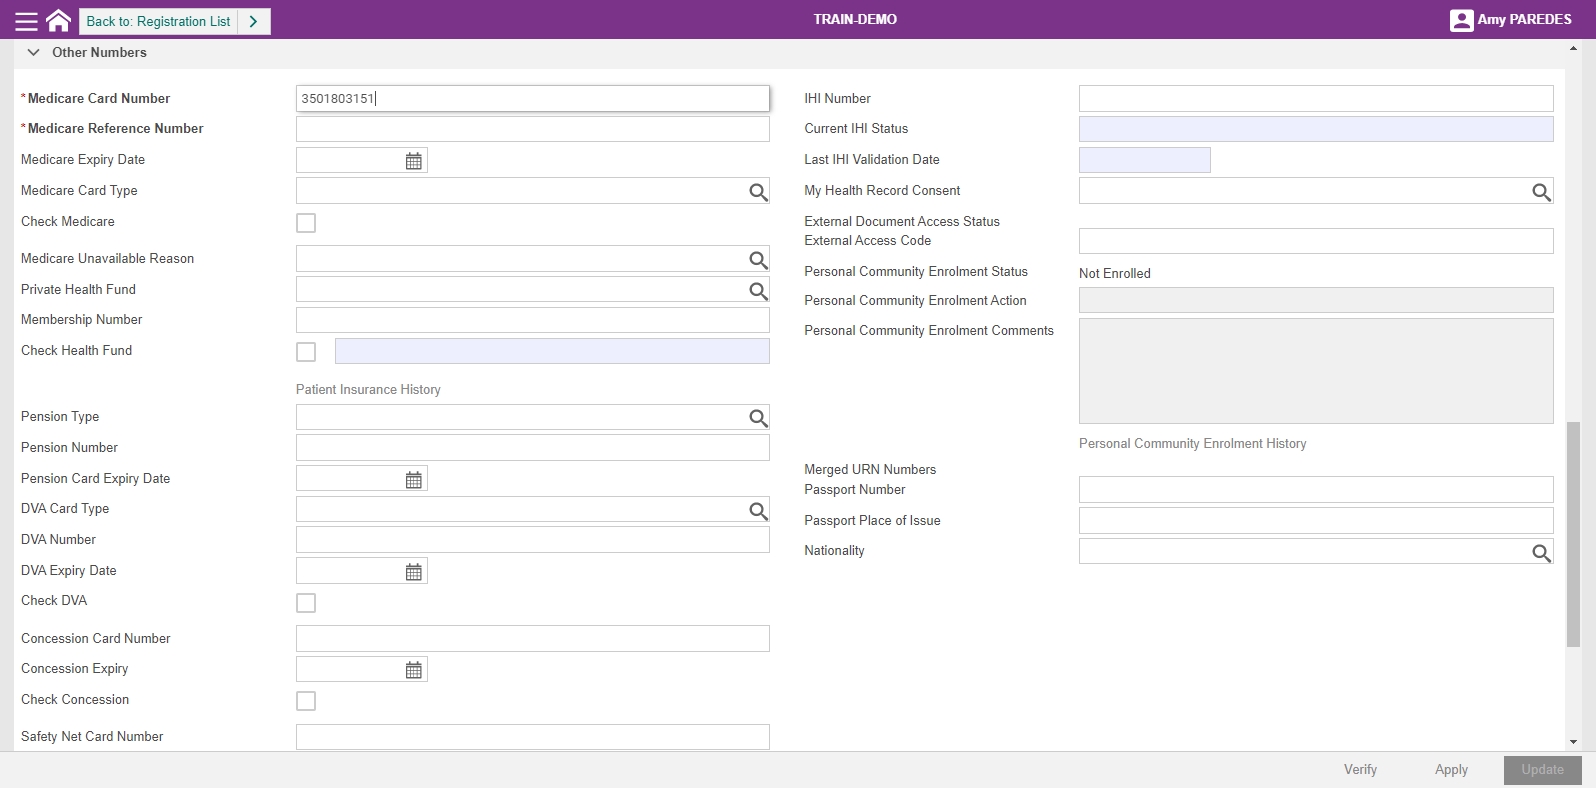 Back to: Registration List
TRAIN-DEMO
Amy PAREDES
Other Numbers
*Medicare Card Number
3501803151
*Medicare Reference Number
Medicare Expiry Date
Medicare Card Type
Check Medicare
Medicare Unavailable Reason
Private Health Fund
Membership Number
Check Health Fund
Patient Insurance History
Pension Type
Pension Number
Pension Card Expiry Date
DVA Card Type
DVA Number
DVA Expiry Date
Check DVA
Concession Card Number
Concession Expiry
Check Concession
Safety Net Card Number
IHI Number
Current IHI Status
Last IHI Validation Date
My Health Record Consent
External Document Access Status
External Access Code
Personal Community Enrolment Status
Not Enrolled
Personal Community Enrolment Action
Personal Community Enrolment Comments
Personal Community Enrolment History
Merged URN Numbers
Passport Number
Passport Place of Issue
Nationality
Verify
Apply
Update